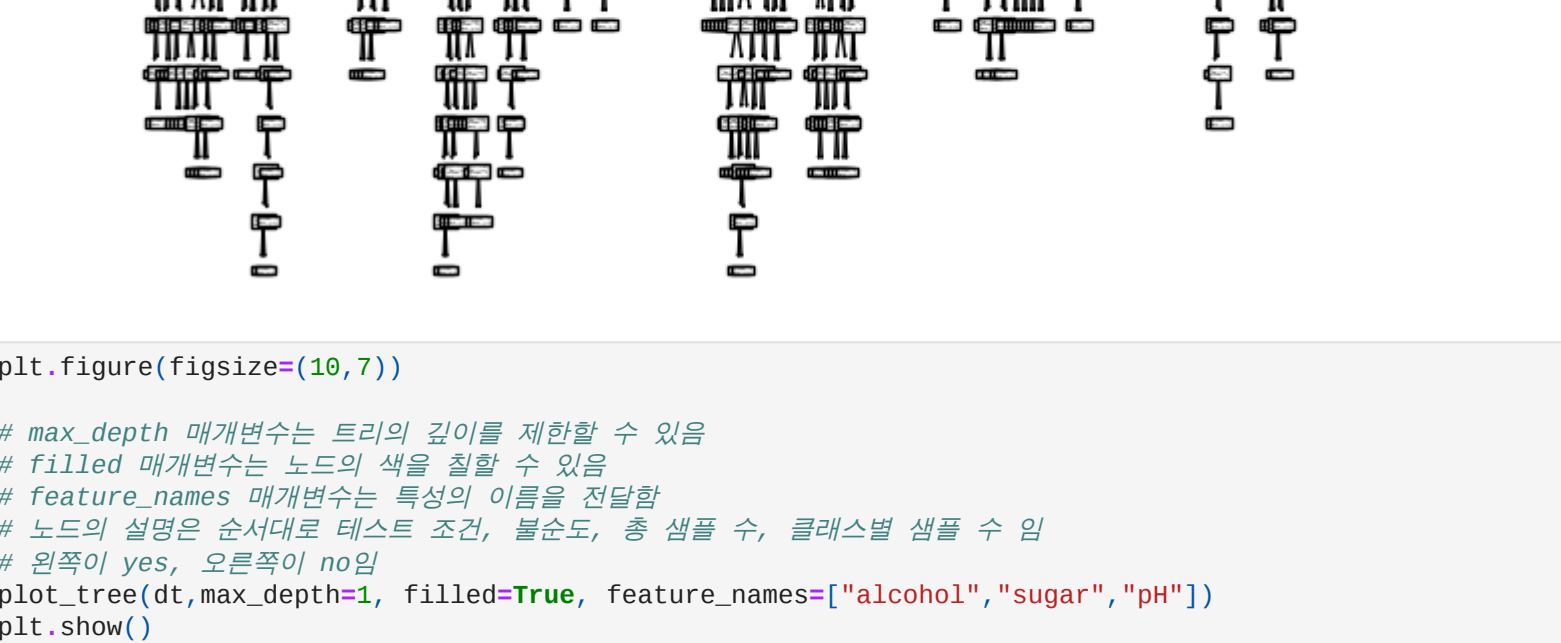 plt.figure(figsize=(10,7))
# max_depth 매개변수는 트리의 깊이를 제한할 수 있음
# filled 매개변수는 노드의 색을 칠할 수 있음
# feature_names 매개변수는 특성의 이름을 전달함
# 노드의 설명은 순서대로 테스트 조건, 불순도, 총 샘플 수, 클래스별 샘플 수 임
# 왼쪽이 yes, 오른쪽이 no임
plot_tree(dt,max_depth=1, filled=True, feature_names=["alcohol","sugar","pH"])
plt.show()